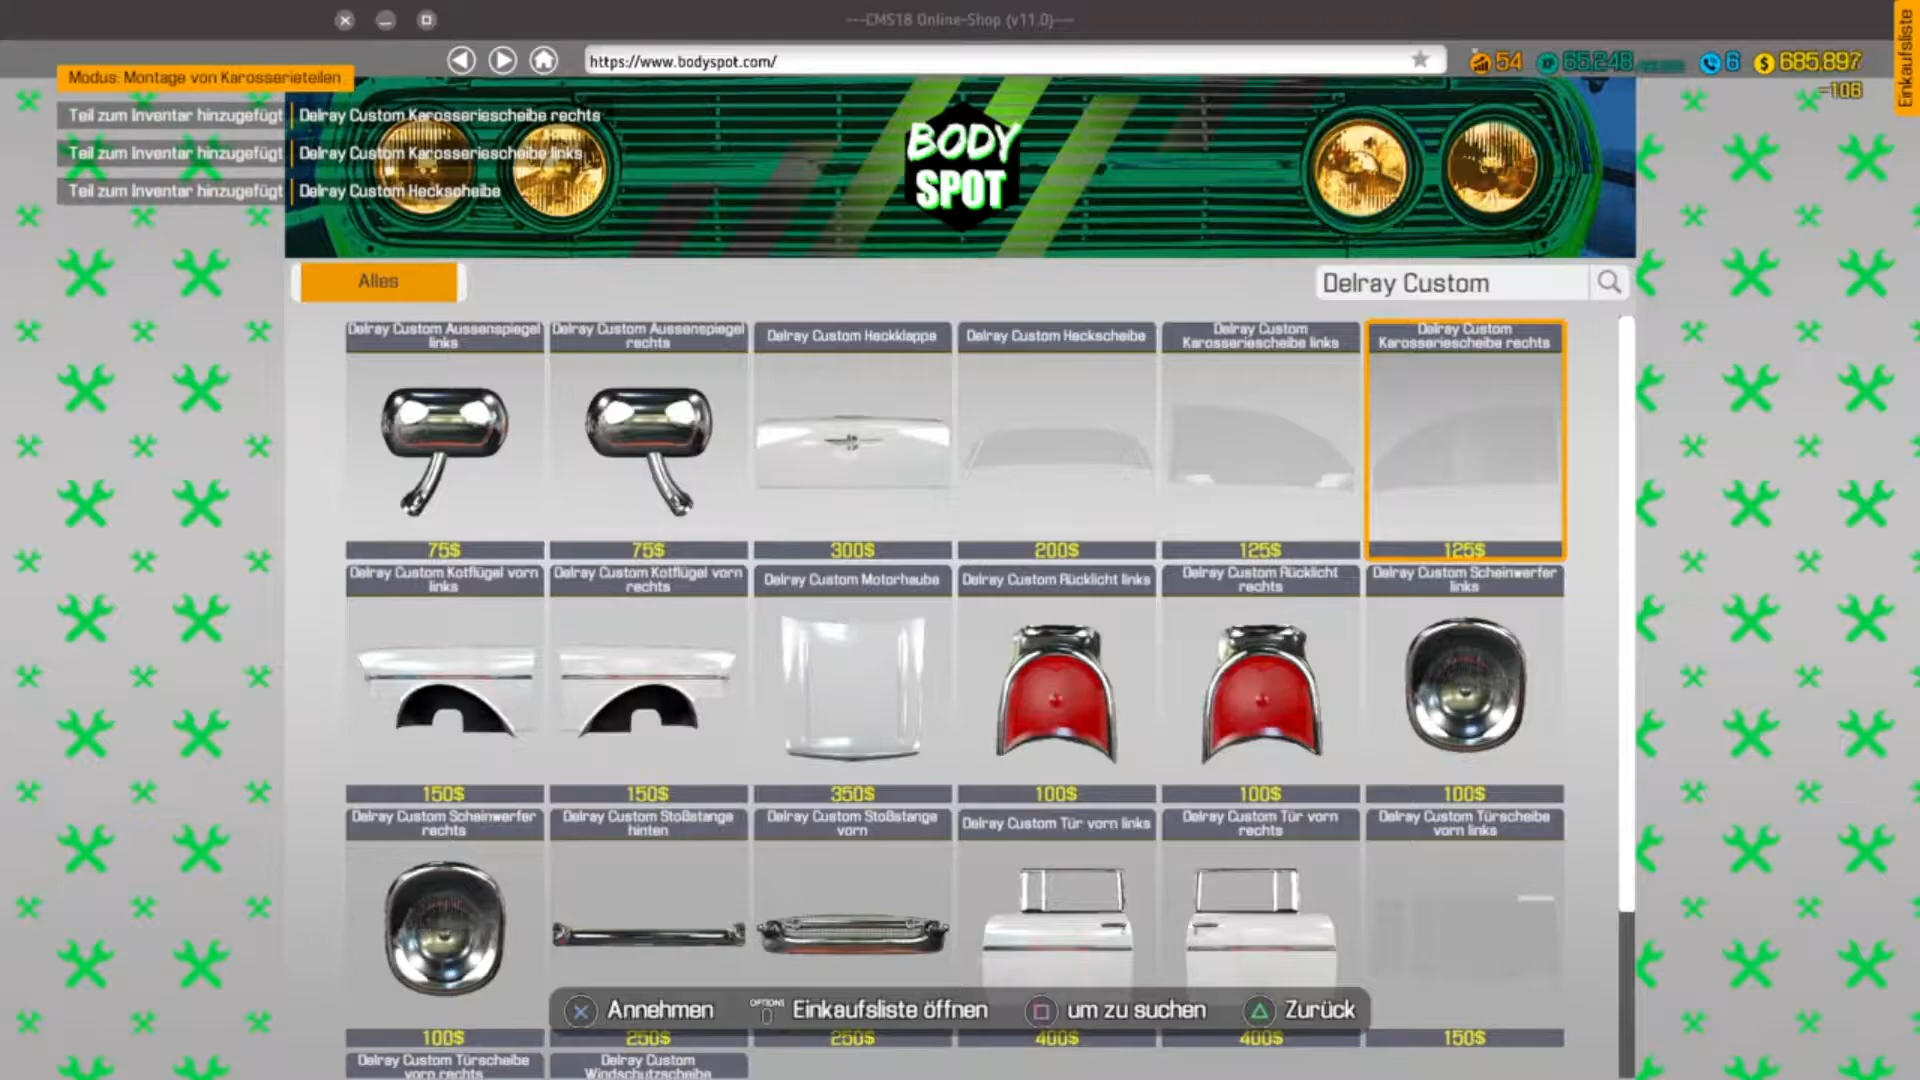 ---CMS18 Online-Shop (v11.0)---
Einkaufsliste
https://www.bodyspot.com/
54
65,248
6
$ 685,897
-106
Modus: Montage von Karosserieteilen
Teil zum Inventar hinzugefügt
Delray Custom Karosseriescheibe rechts
Teil zum Inventar hinzugefügt
Delray Custom Karosseriescheibe links
Teil zum Inventar hinzugefügt
Delray Custom Heckscheibe
BODY
SPOT
Alles
Delray Custom
Delray Custom Aussenspiegel
links
75$
Delray Custom Aussenspiegel
rechts
75$
Delray Custom Heckklappe
300$
Delray Custom Heckscheibe
200$
Delray Custom
Karosseriescheibe links
125$
Delray Custom
Karosseriescheibe rechts
125$
Delray Custom Kotflügel vorn
links
150$
Delray Custom Kotflügel vorn
rechts
150$
Delray Custom Motorhaube
350$
Delray Custom Rücklicht links
100$
Delray Custom Rücklicht
rechts
100$
Delray Custom Scheinwerfer
links
100$
Delray Custom Scheinwerfer
rechts
100$
Delray Custom Stoßstange
hinten
250$
Delray Custom Stoßstange
vorn
250$
Delray Custom Tür vorn links
400$
Delray Custom Tür vorn
rechts
400$
Delray Custom Türscheibe
vorn links
150$
Delray Custom Türscheibe
vorn rechts
Delray Custom
Windschutzscheibe
Annehmen
OPTIONS
Einkaufsliste öffnen
um zu suchen
Zurück